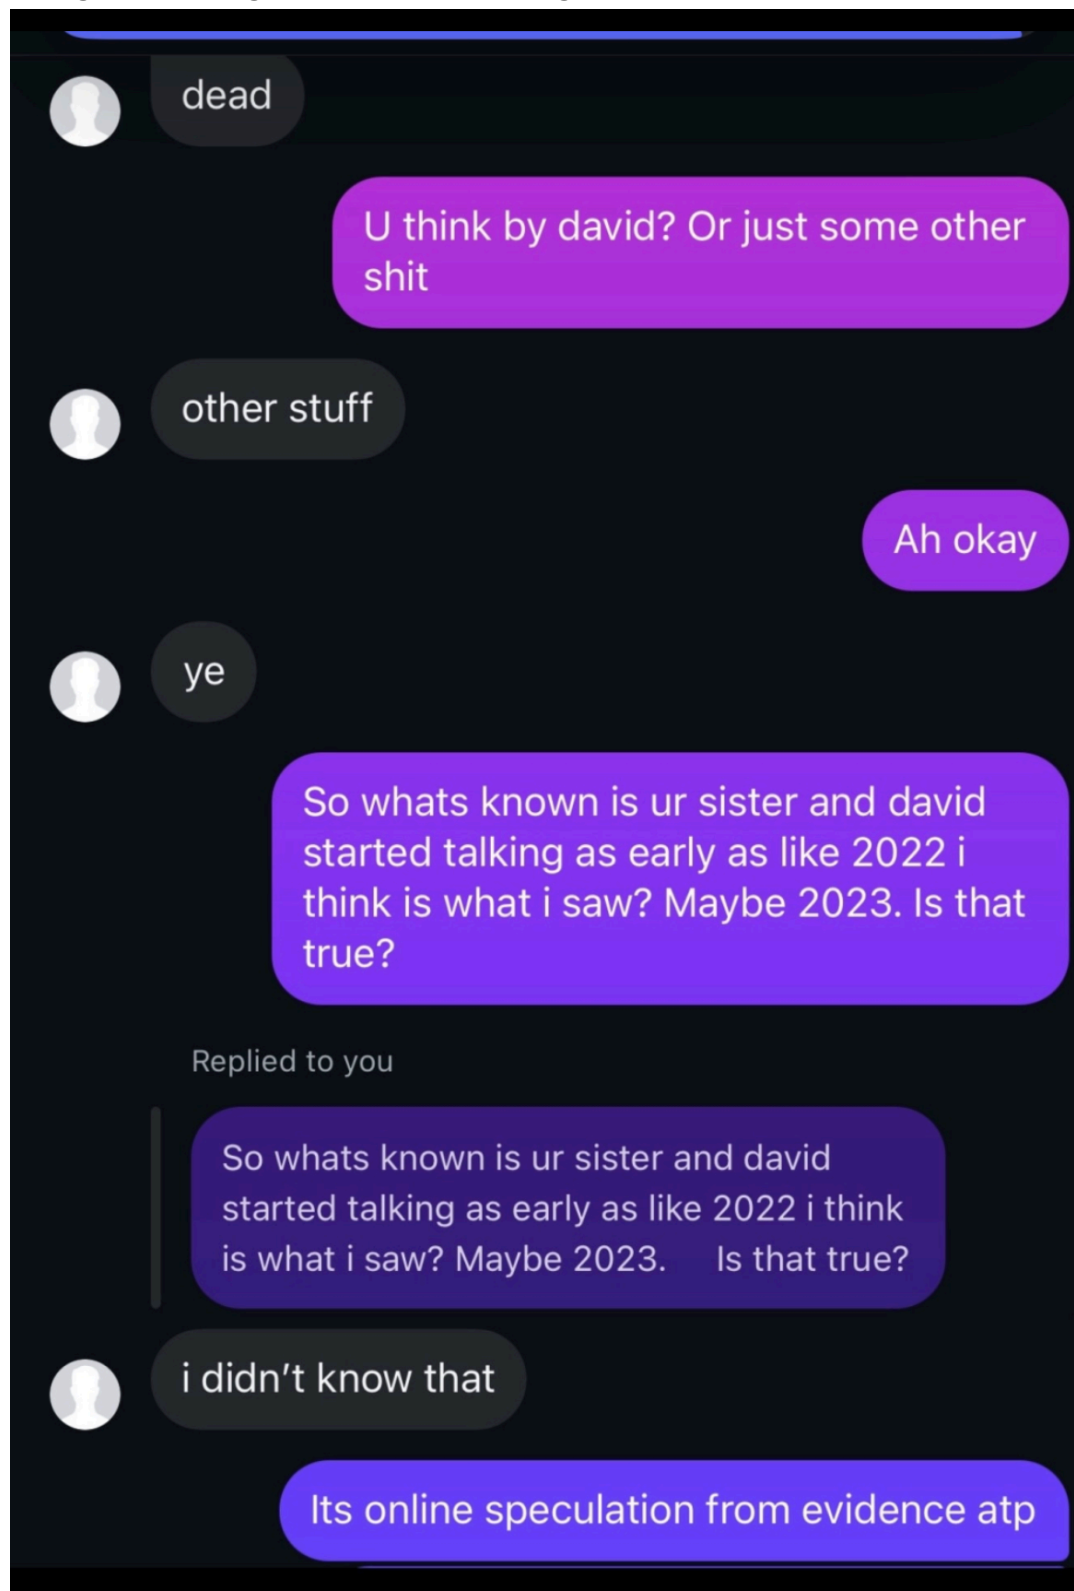 dead
U think by david? Or just some other
shit
other stuff
Ah okay
ye
So whats known is ur sister and david
started talking as early as like 2022 i
think is what i saw? Maybe 2023. Is that
true?
Replied to you
So whats known is ur sister and david
started talking as early as like 2022 i think
is what i saw? Maybe 2023. Is that true?
i didn’t know that
Its online speculation from evidence atp